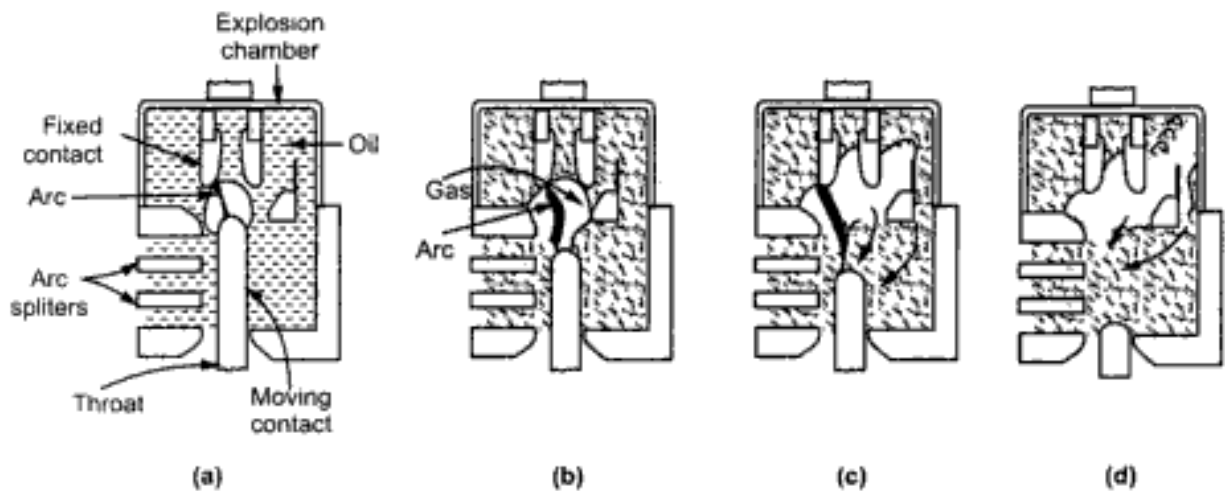 Explosion
chamber
Fixed
contact
Oil
Arc
Gas
Arc
Arc
spliters
Throat
Moving
contact
(a)
(b)
(c)
(d)